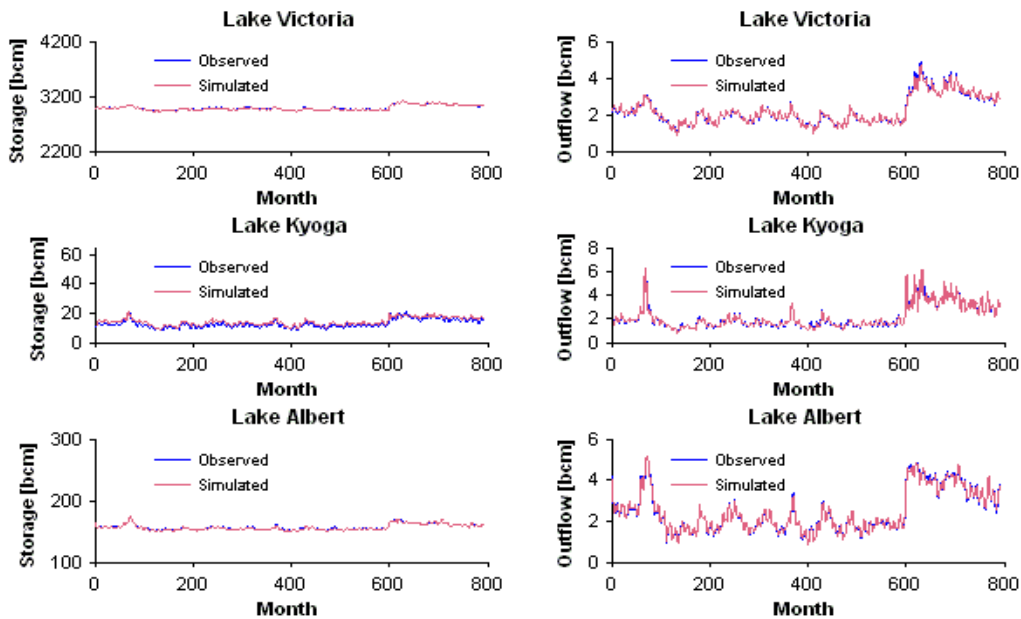 Lake Victoria
Storage [bcm]
4200
3200
2200
Observed
Simulated
0 200 400 600 800
Month
Lake Victoria
Outflow [bcm]
6
4
2
0
Observed
Simulated
0 200 400 600 800
Month
Lake Kyoga
Storage [bcm]
60
40
20
0
Observed
Simulated
0 200 400 600 800
Month
Lake Kyoga
Outflow [bcm]
8
6
4
2
0
Observed
Simulated
0 200 400 600 800
Month
Lake Albert
Storage [bcm]
300
200
100
Observed
Simulated
0 200 400 600 800
Month
Lake Albert
Outflow [bcm]
6
4
2
0
Observed
Simulated
0 200 400 600 800
Month